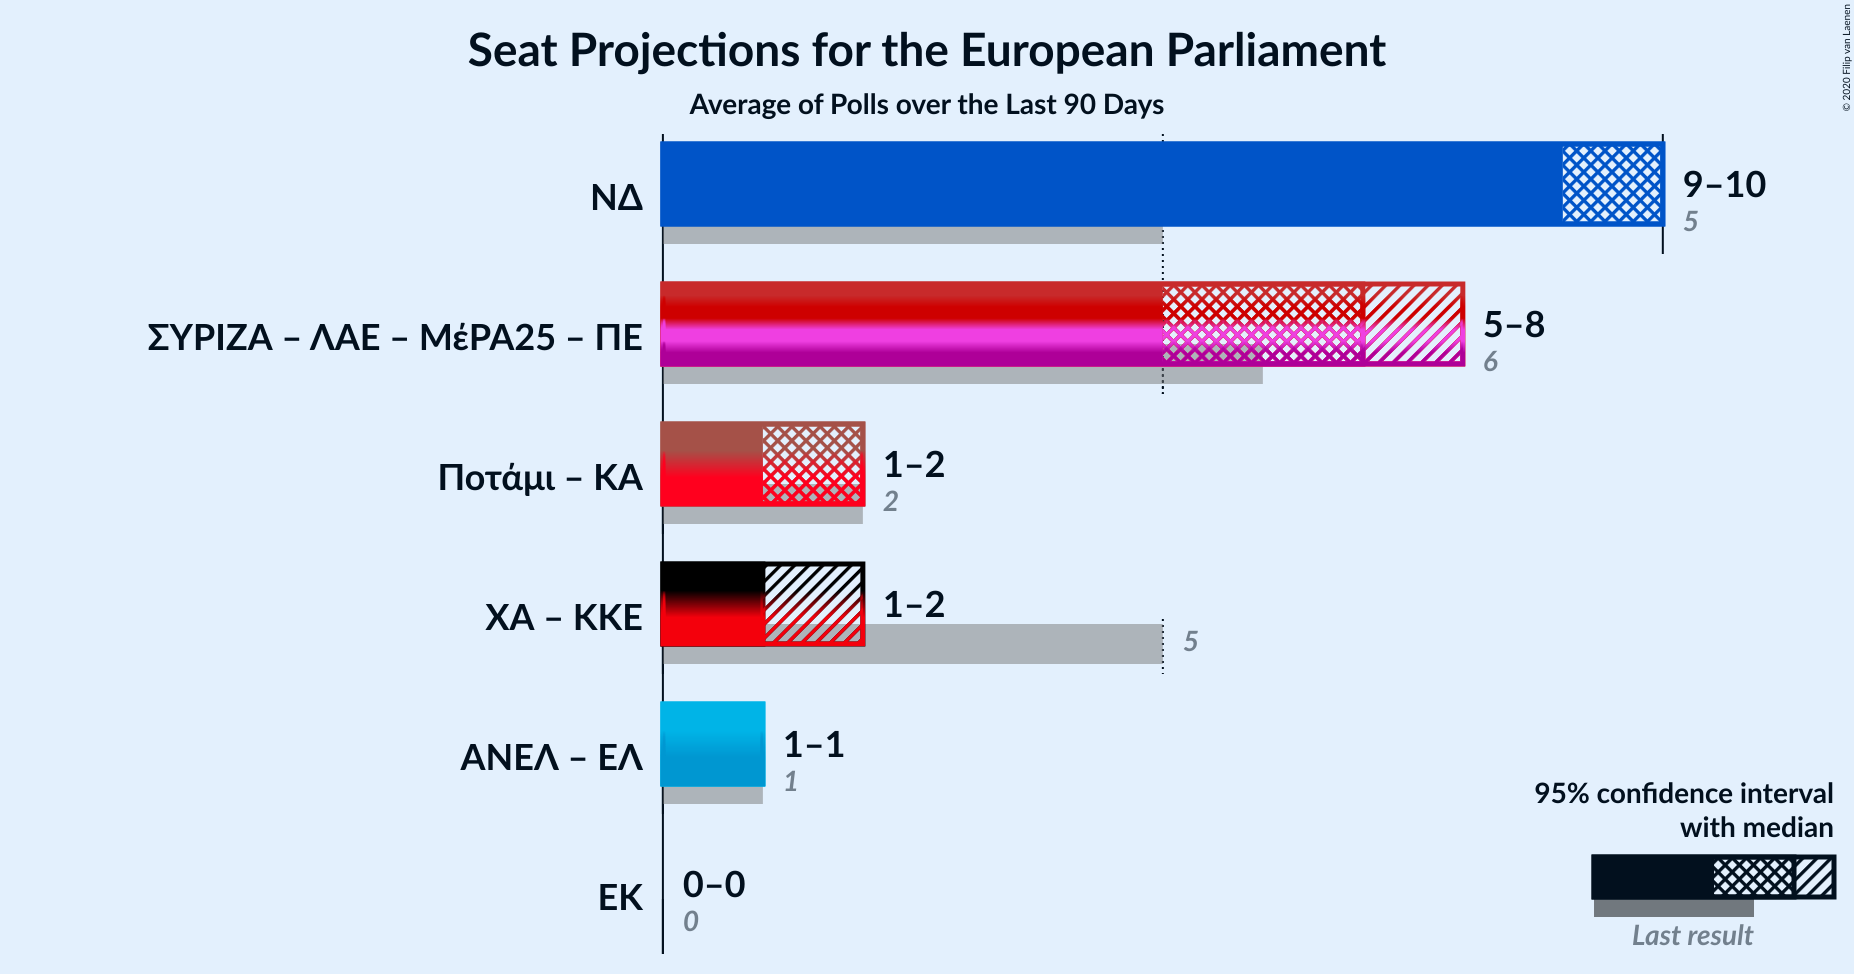 Seat Projections for the European Parliament
Average of Polls over the Last 90 Days
© 2020 Filip van Laenen
ΝΔ
9–10
5
ΣΥΡΙΖΑ – ΛΑΕ – ΜέΡΑ25 – ΠΕ
5–8
6
Ποτάμι – ΚΑ
1–2
2
ΧΑ – ΚΚΕ
1–2
5
ΑΝΕΛ – ΕΛ
1–1
1
ΕΚ
0–0
0
95% confidence interval
with median
Last result